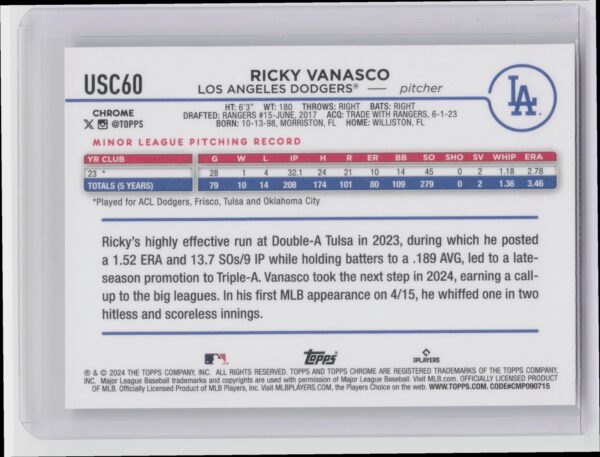 USC60
RICKY VANASCO
LOS ANGELES DODGERS® — pitcher
LA
CHROME
@TOPPS
HT: 6'3" WT: 180 THROWS: RIGHT BATS: RIGHT
DRAFTED: RANGERS #15-JUNE, 2017 ACQ: TRADE WITH RANGERS, 6-1-23
BORN: 10-13-98, MORRISTON, FL HOME: WILLISTON, FL
MINOR LEAGUE PITCHING RECORD
YR CLUB G W L IP H R ER BB SO SHO SV WHIP ERA
23 * 28 1 4 32.1 24 21 10 14 45 0 2 1.18 2.78
TOTALS (5 YEARS) 79 10 14 208 174 101 80 109 279 0 2 1.36 3.46
*Played for ACL Dodgers, Frisco, Tulsa and Oklahoma City
Ricky's highly effective run at Double-A Tulsa in 2023, during which he posted
a 1.52 ERA and 13.7 SOs/9 IP while holding batters to a .189 AVG, led to a late-
season promotion to Triple-A. Vanasco took the next step in 2024, earning a call-
up to the big leagues. In his first MLB appearance on 4/15, he whiffed one in two
hitless and scoreless innings.
Topps
PLAYERS
® & © 2024 THE TOPPS COMPANY, INC. ALL RIGHTS RESERVED. TOPPS AND TOPPS CHROME ARE REGISTERED TRADEMARKS OF THE TOPPS COMPANY,
INC. Major League Baseball trademarks and copyrights are used with permission of Major League Baseball. Visit MLB.com. OFFICIALLY LICENSED PRODUCT
OF MLB. Officially Licensed Product of MLB Players, Inc. Visit MLBPLAYERS.COM, the Players Choice on the web. WWW.TOPPS.COM. CODE#CMP090715